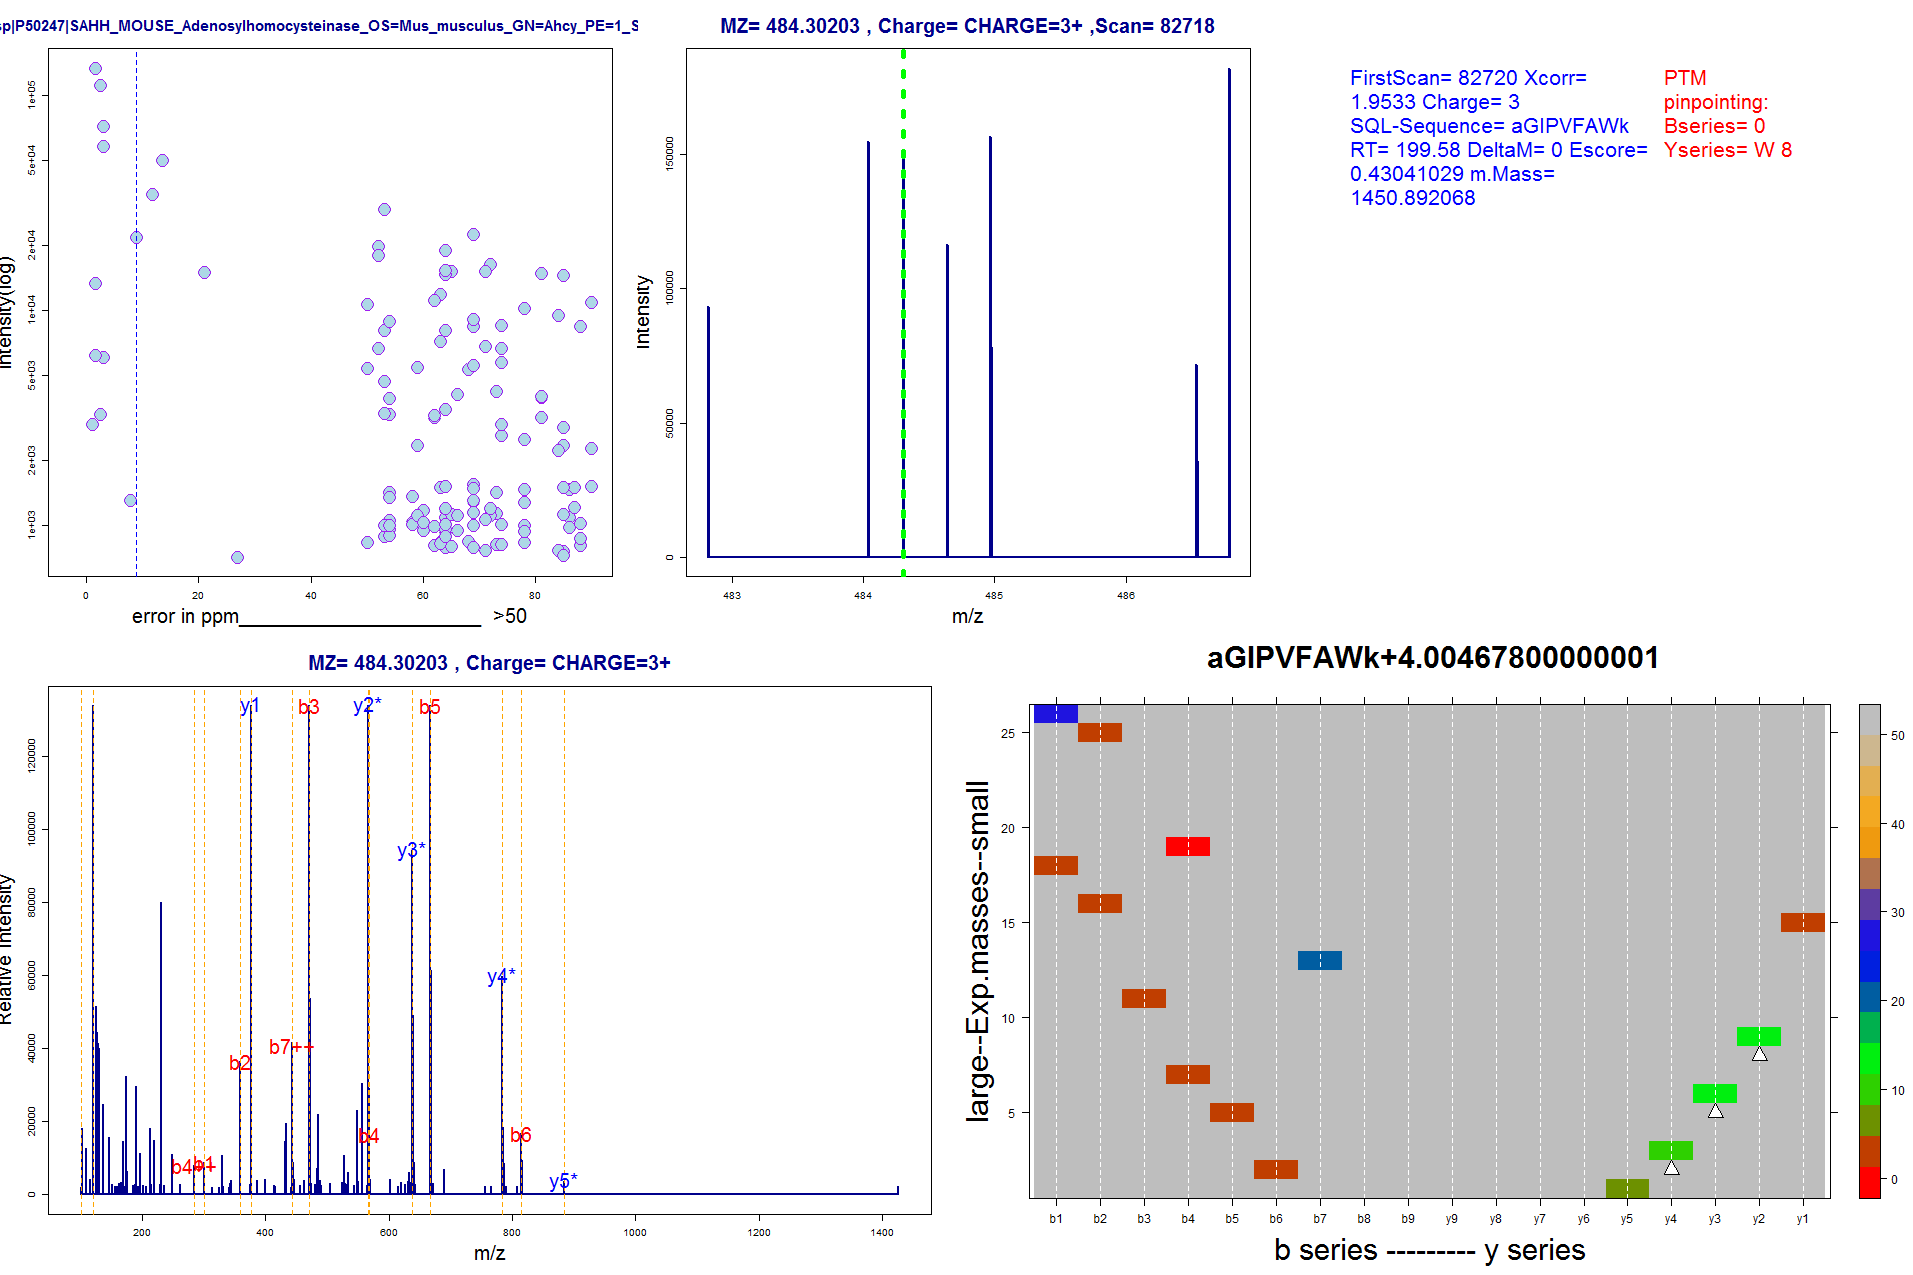 sp|P50247|SAHH_MOUSE_Adenosylhomocysteinase_OS=Mus_musculus_GN=Ahcy_PE=1_S
1e+05
5e+04
2e+04
1e+04
5e+03
2e+03
1e+03
Intensity(log)
0 20 40 60 80
error in ppm >50
MZ= 484.30203 , Charge= CHARGE=3+ ,Scan= 82718
150000
100000
50000
0
Intensity
483 484 485 486
m/z
FirstScan= 82720 Xcorr=
1.9533 Charge= 3
SQL-Sequence= aGIPVFAWk
RT= 199.58 DeltaM= 0 Escore=
0.43041029 m.Mass=
1450.892068
PTM
pinpointing:
Bseries= 0
Yseries= W 8
MZ= 484.30203 , Charge= CHARGE=3+
y1 b3 y2* b5
y3*
y4*
b7++
b2
b4
b6
b4++ b1
y5*
120000
100000
80000
60000
40000
20000
0
Relative Intensity
200 400 600 800 1000 1200 1400
m/z
aGIPVFAWk+4.00467800000001
25
20
15
10
5
large--Exp.masses--small
b1 b2 b3 b4 b5 b6 b7 b8 b9 y9 y8 y7 y6 y5 y4 y3 y2 y1
b series --------- y series
50
40
30
20
10
0